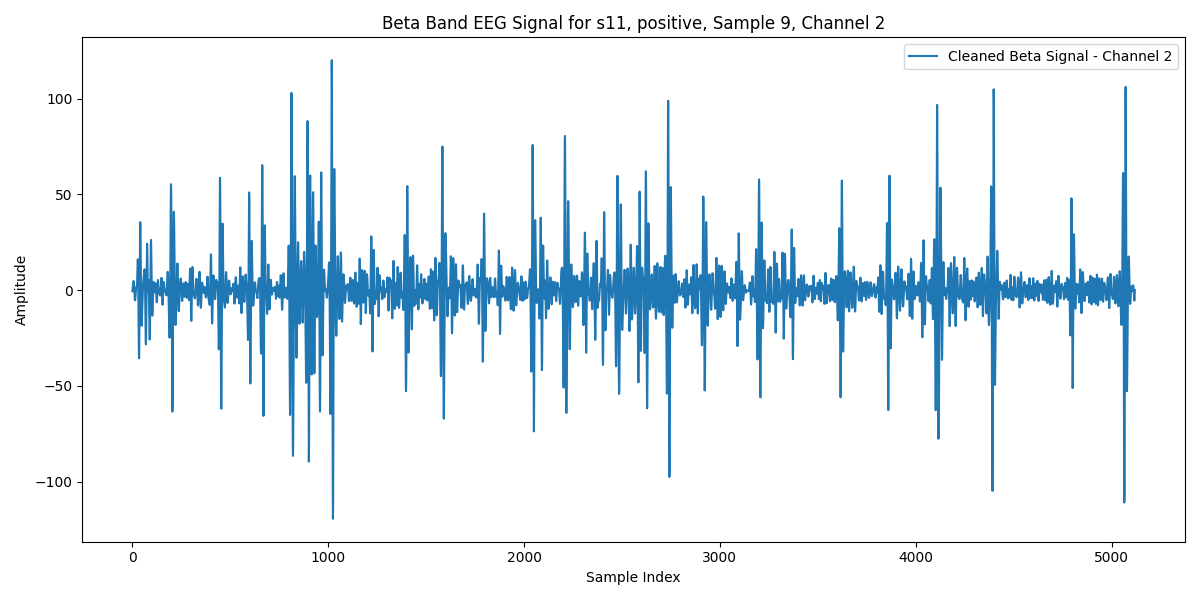 Beta Band EEG Signal for s11, positive, Sample 9, Channel 2
Cleaned Beta Signal - Channel 2
Amplitude
100
50
0
−50
−100
0 1000 2000 3000 4000 5000
Sample Index